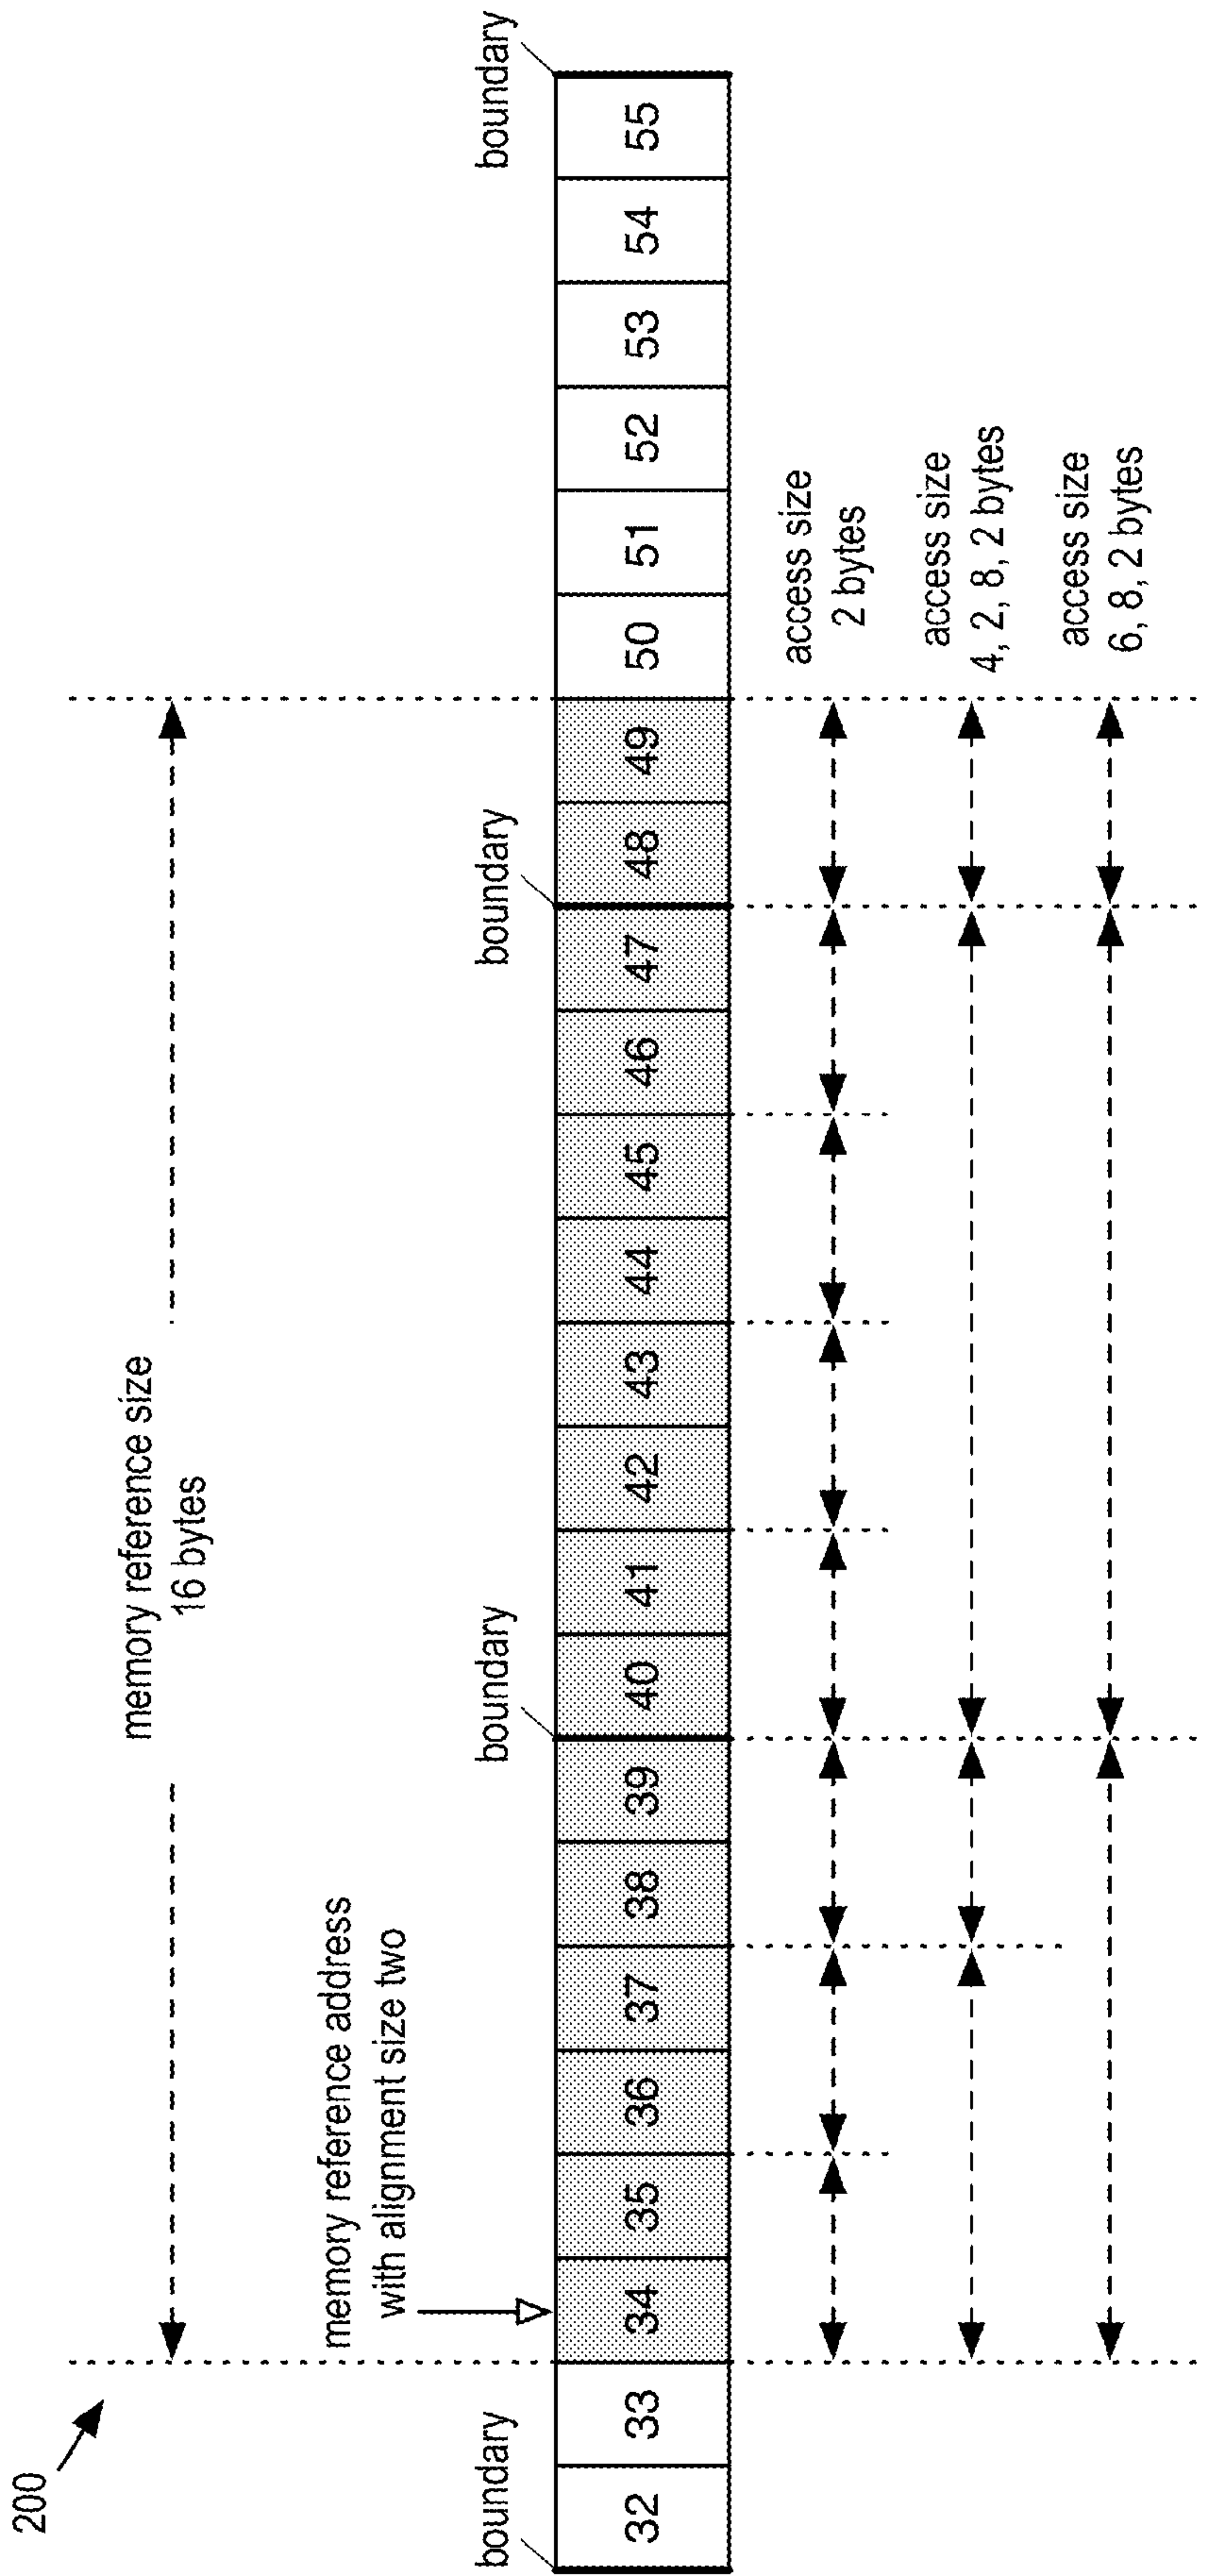 200
memory reference size
16 bytes
memory reference address
with alignment size two
boundary boundary boundary boundary
32 33 34 35 36 37 38 39 40 41 42 43 44 45 46 47 48 49 50 51 52 53 54 55
access size
2 bytes
access size
4, 2, 8, 2 bytes
access size
6, 8, 2 bytes